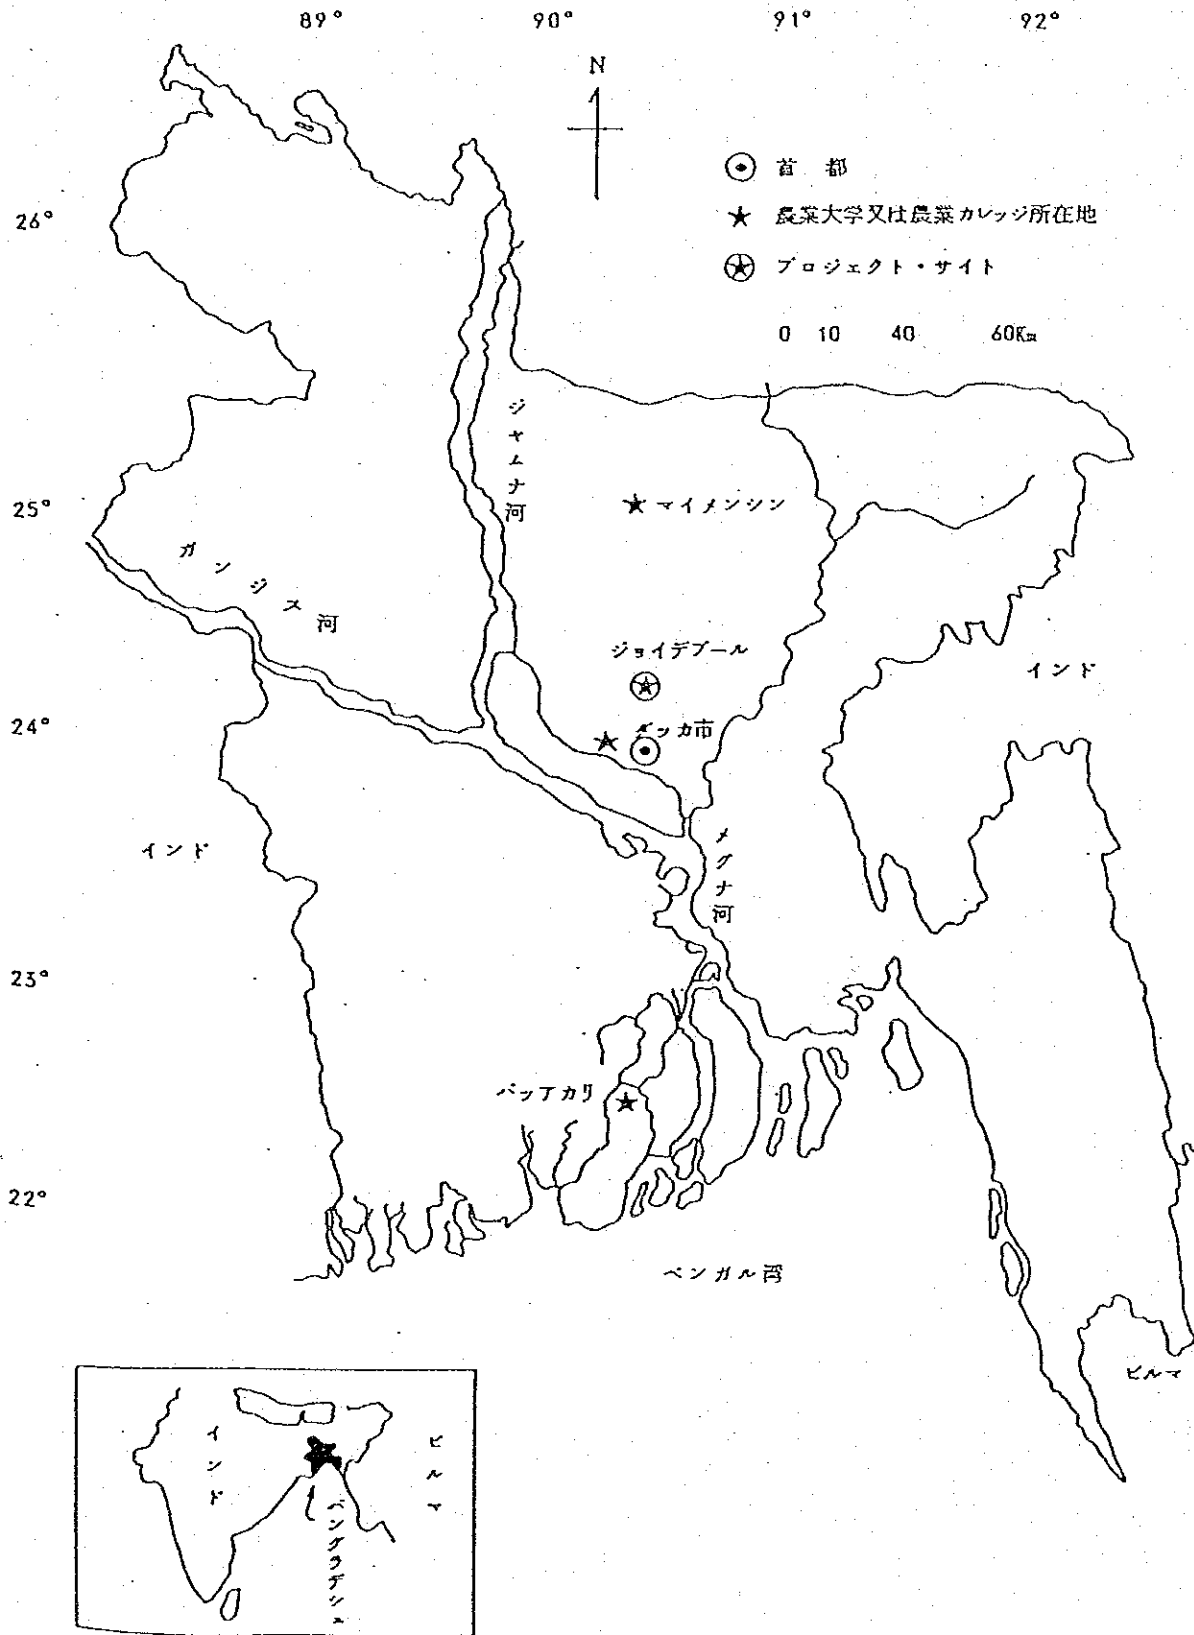 89° 90° 91° 92°
N
首都
農業大学又は農業カレッジ所在地
プロジェクト・サイト
0 10 40 60Km
26°
25°
24°
23°
22°
ジャムナ河
マイメンシン
ガンジス河
ジョイデブール
ダッカ市
インド
インド
メグナ河
パッアカリ
ベンガル湾
ビルマ
インド
ビルマ
バングラデシュ